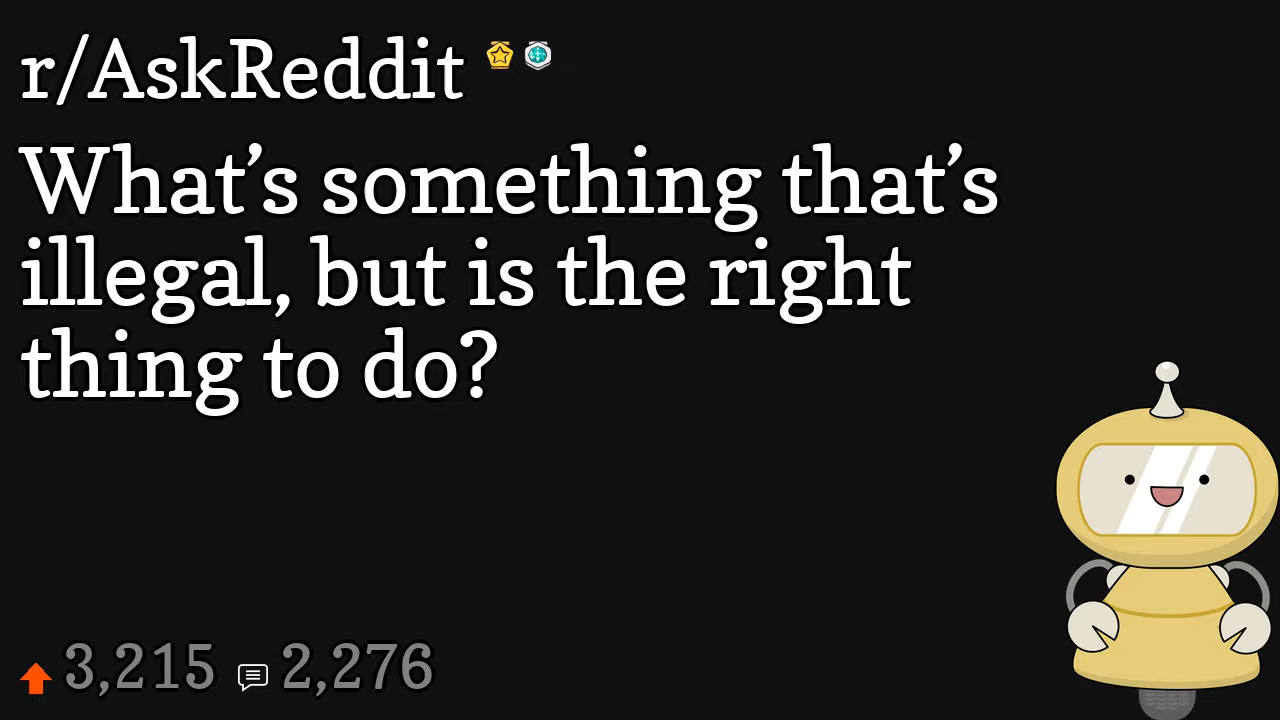 r/AskReddit
What’s something that’s
illegal, but is the right
thing to do?
3,215 2,276